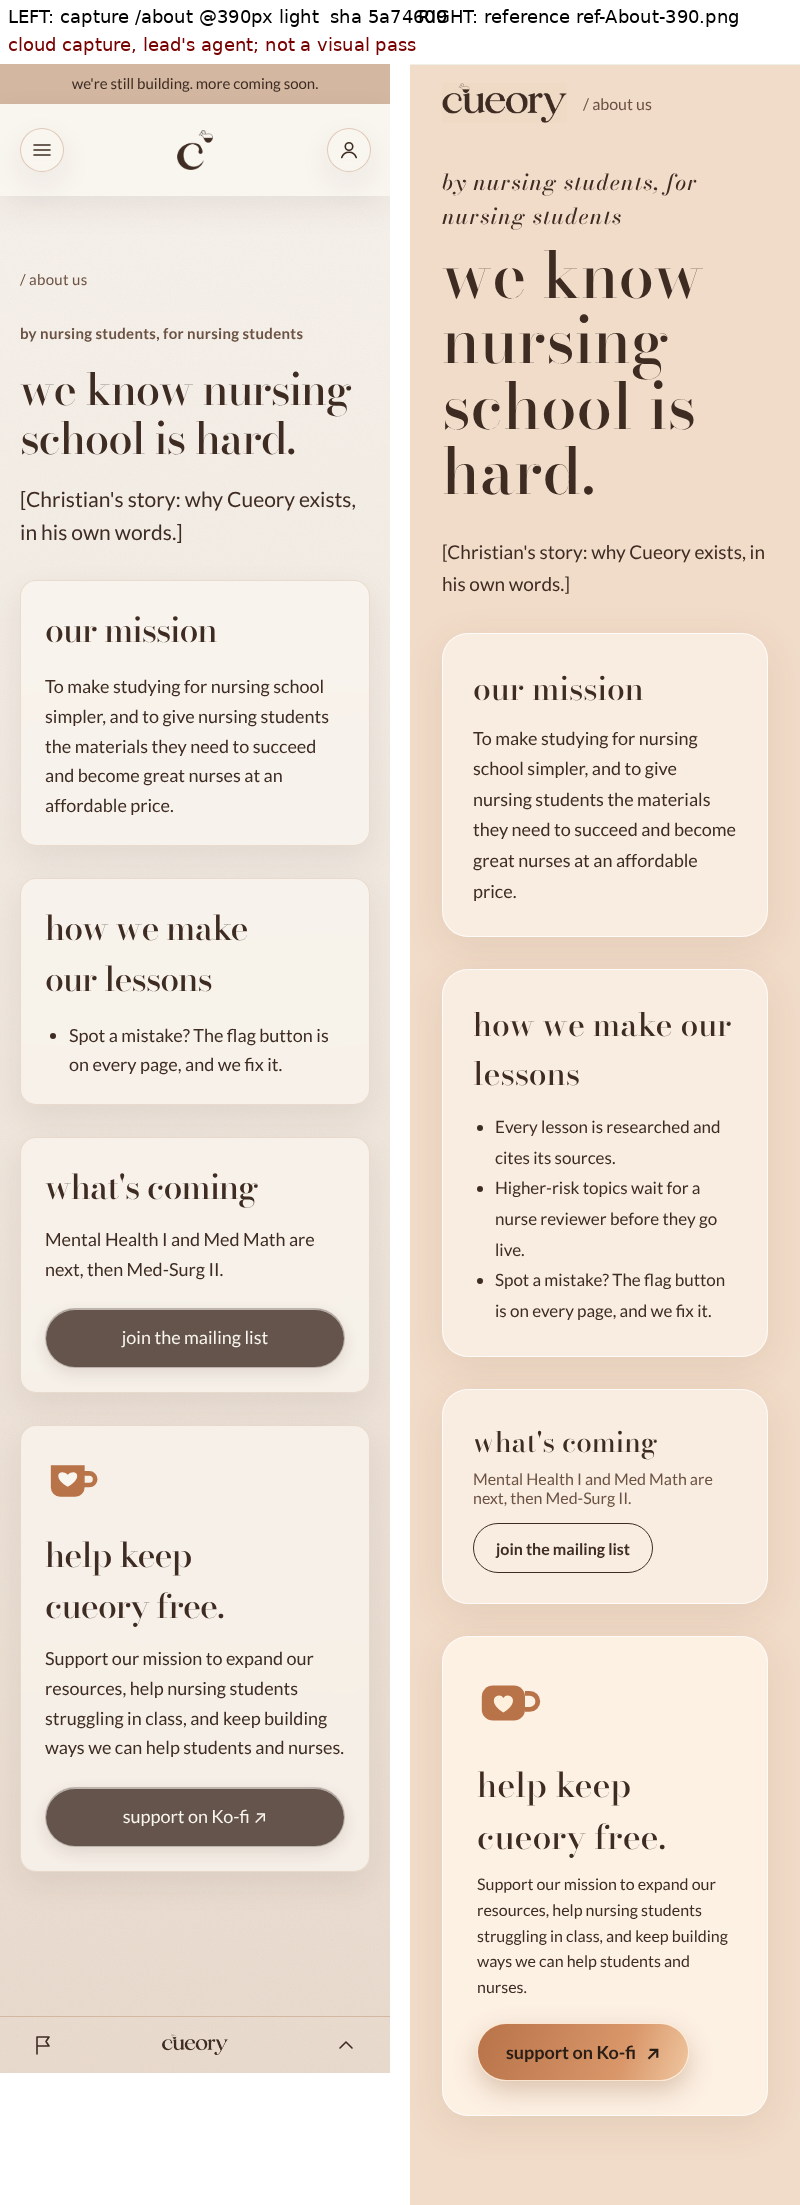 LEFT: capture /about @390px light sha 5a74
RIGHT: reference ref-About-390.png
cloud capture, lead's agent; not a visual pass
we're still building. more coming soon.
c
/ about us
by nursing students, for nursing students
we know nursing
school is hard.
[Christian's story: why Cueory exists,
in his own words.]
our mission
To make studying for nursing school
simpler, and to give nursing students
the materials they need to succeed
and become great nurses at an
affordable price.
how we make
our lessons
• Spot a mistake? The flag button is
on every page, and we fix it.
what's coming
Mental Health I and Med Math are
next, then Med-Surg II.
join the mailing list
help keep
cueory free.
Support our mission to expand our
resources, help nursing students
struggling in class, and keep building
ways we can help students and nurses.
support on Ko-fi ↗
cueory
cueory / about us
by nursing students, for
nursing students
we know
nursing
school is
hard.
[Christian's story: why Cueory exists, in
his own words.]
our mission
To make studying for nursing
school simpler, and to give
nursing students the materials
they need to succeed and become
great nurses at an affordable
price.
how we make our
lessons
• Every lesson is researched and
cites its sources.
• Higher-risk topics wait for a
nurse reviewer before they go
live.
• Spot a mistake? The flag button
is on every page, and we fix it.
what's coming
Mental Health I and Med Math are
next, then Med-Surg II.
join the mailing list
help keep
cueory free.
Support our mission to expand our
resources, help nursing students
struggling in class, and keep building
ways we can help students and
nurses.
support on Ko-fi ↗